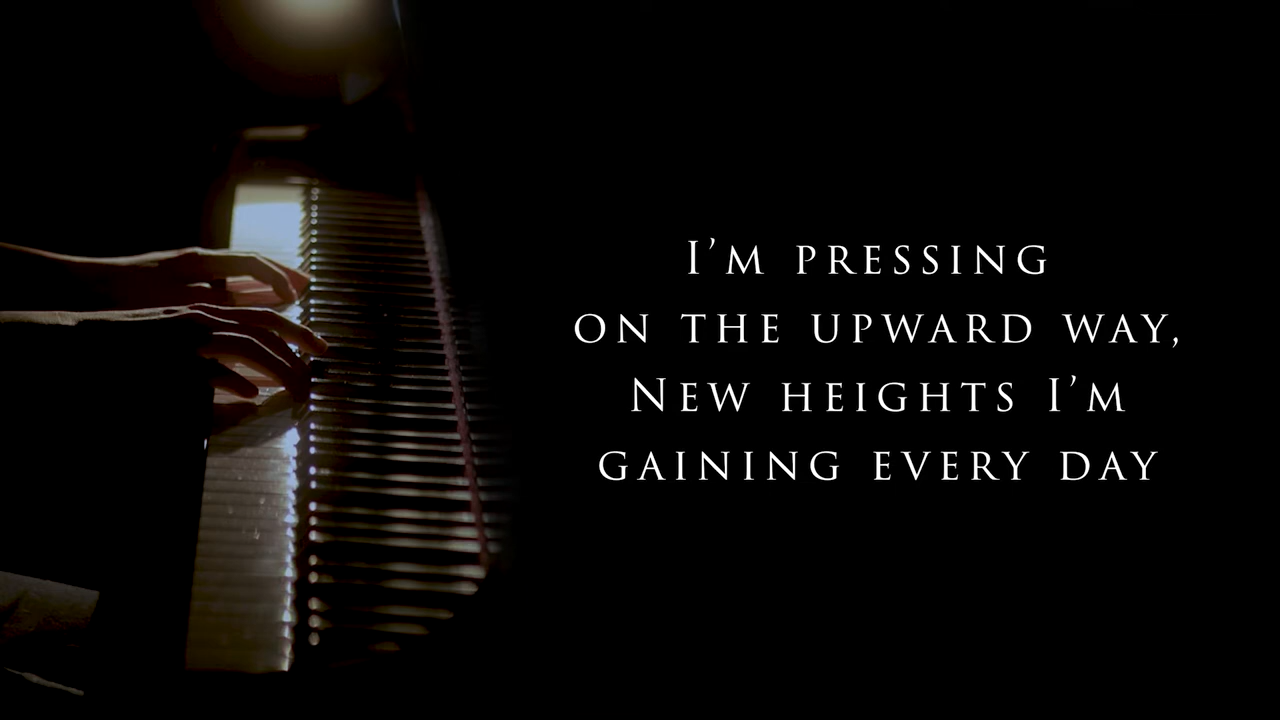 I’m pressing
on the upward way,
New heights I’m
gaining every day